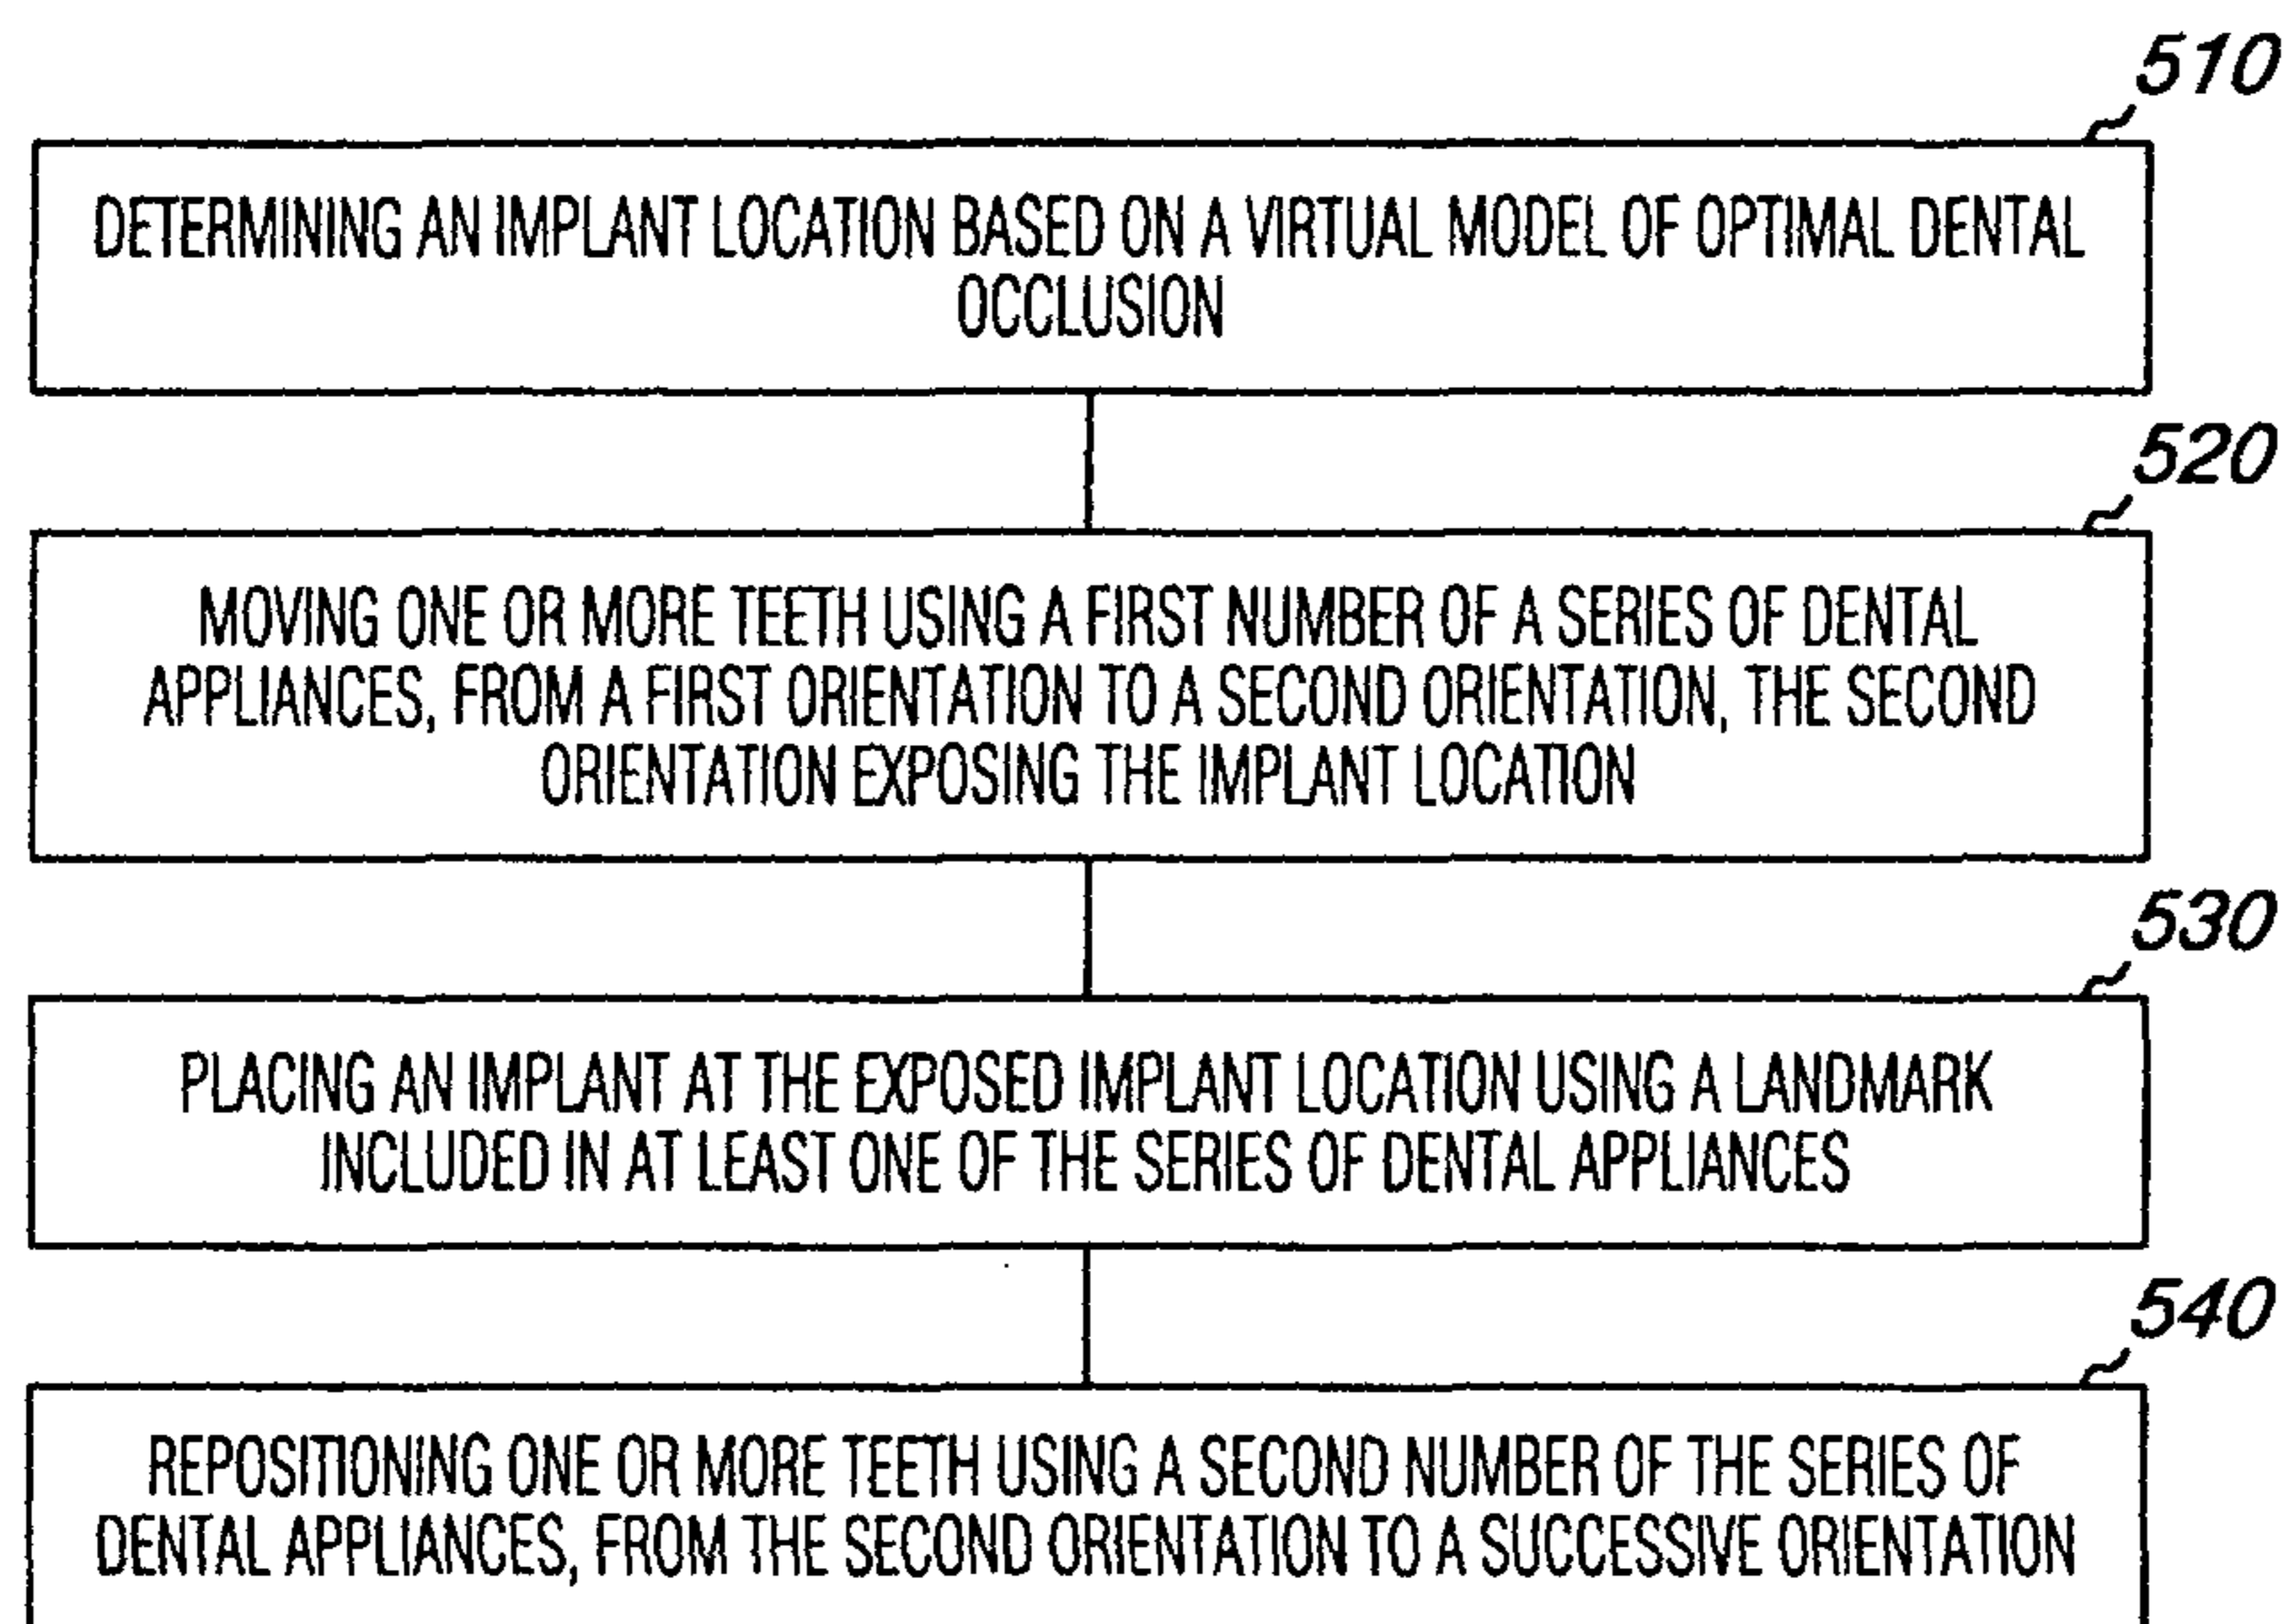 510
DETERMINING AN IMPLANT LOCATION BASED ON A VIRTUAL MODEL OF OPTIMAL DENTAL
OCCLUSION
520
MOVING ONE OR MORE TEETH USING A FIRST NUMBER OF A SERIES OF DENTAL
APPLIANCES, FROM A FIRST ORIENTATION TO A SECOND ORIENTATION, THE SECOND
ORIENTATION EXPOSING THE IMPLANT LOCATION
530
PLACING AN IMPLANT AT THE EXPOSED IMPLANT LOCATION USING A LANDMARK
INCLUDED IN AT LEAST ONE OF THE SERIES OF DENTAL APPLIANCES
540
REPOSITIONING ONE OR MORE TEETH USING A SECOND NUMBER OF THE SERIES OF
DENTAL APPLIANCES, FROM THE SECOND ORIENTATION TO A SUCCESSIVE ORIENTATION